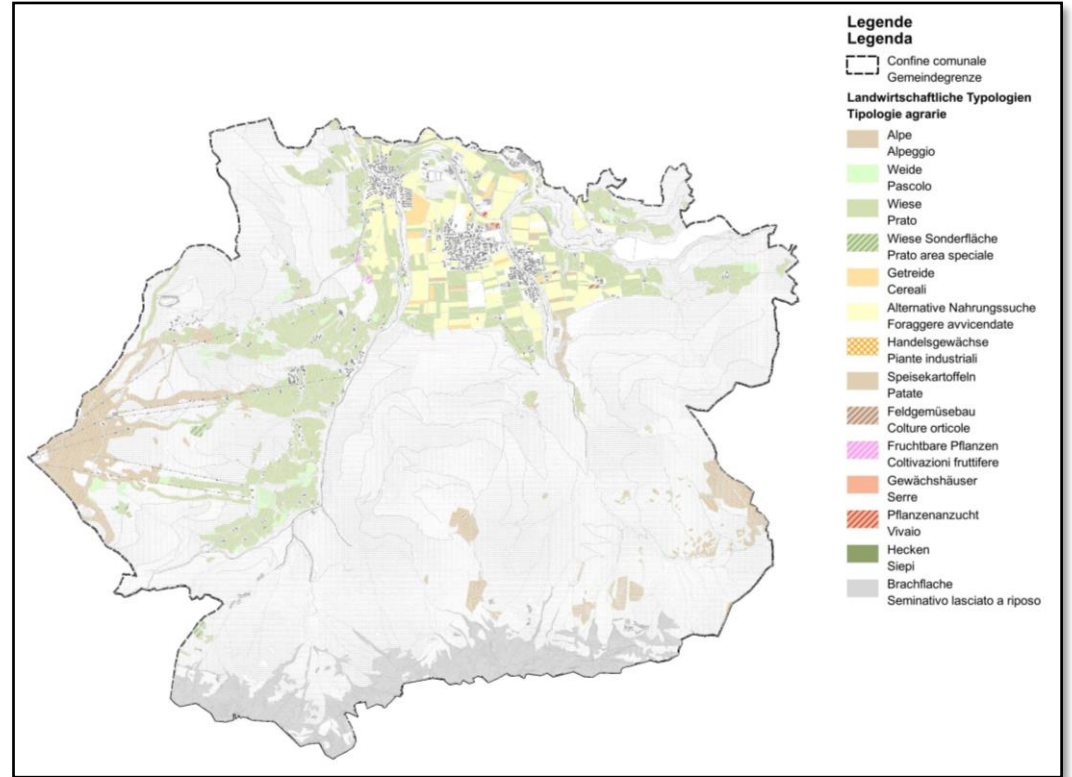 Legende
Legenda
Confine comunale
Gemeindegrenze
Landwirtschaftliche Typologien
Tipologie agrarie
Alpe
Alpeggio
Weide
Pascolo
Wiese
Prato
Wiese Sonderfläche
Prato area speciale
Getreide
Cereali
Alternative Nahrungssuche
Foraggere avvicendate
Handelsgewächse
Piante industriali
Speisekartoffeln
Patate
Feldgemüsebau
Colture orticole
Fruchtbare Pflanzen
Coltivazioni fruttifere
Gewächshäuser
Serre
Pflanzenanzucht
Vivaio
Hecken
Siepi
Brachflache
Seminativo lasciato a riposo